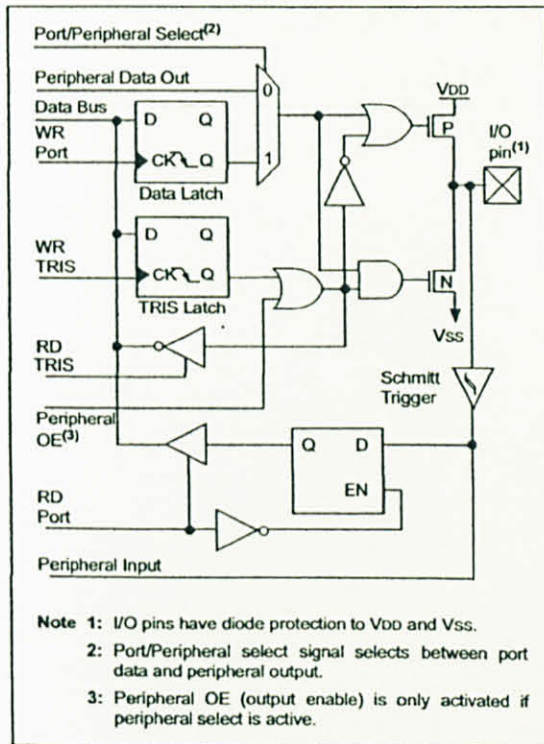 Port/Peripheral Select(2)
Peripheral Data Out
Data Bus
WR
Port
D Q
CK Q
Data Latch
0
1
VDD
P
I/O
pin(1)
WR
TRIS
D Q
CK Q
TRIS Latch
N
VSS
RD
TRIS
Schmitt
Trigger
Peripheral
OE(3)
Q D
EN
RD
Port
Peripheral Input
Note 1: I/O pins have diode protection to VDD and VSS.
2: Port/Peripheral select signal selects between port
data and peripheral output.
3: Peripheral OE (output enable) is only activated if
peripheral select is active.